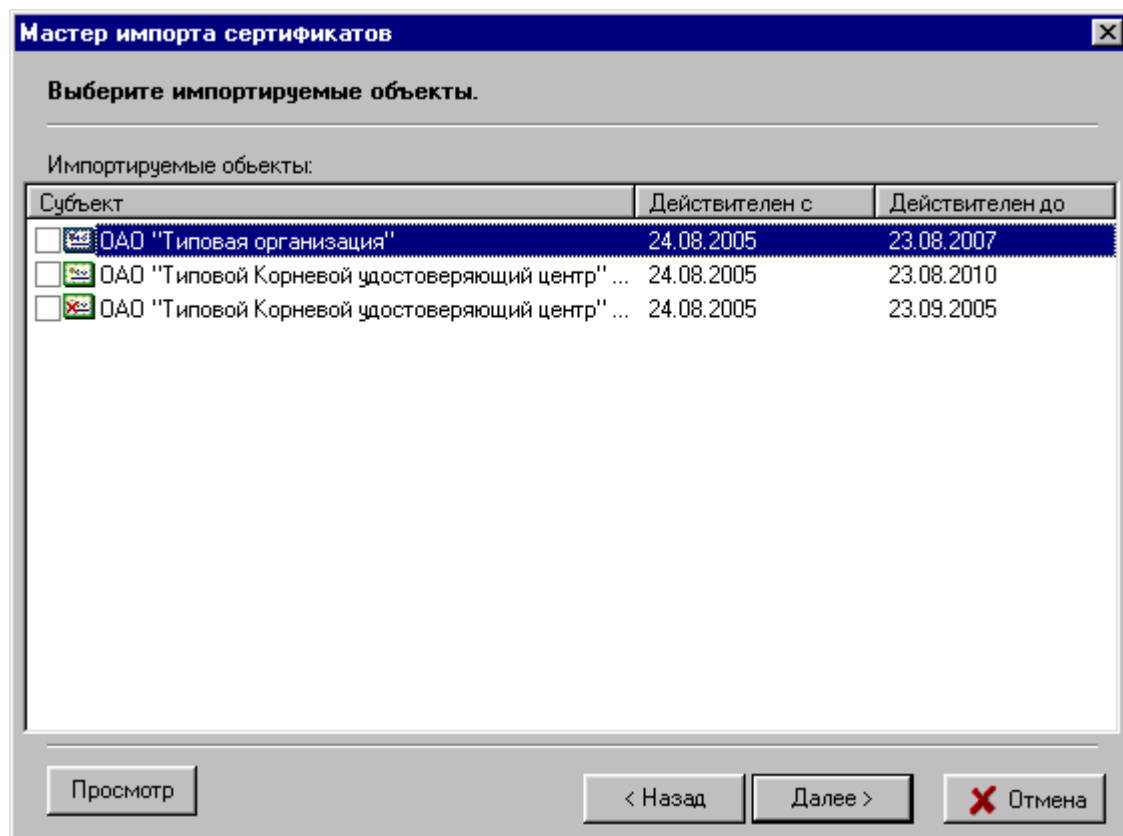 Мастер импорта сертификатов
Выберите импортируемые объекты.
Импортируемые обьекты:
Субъект Действителен с Действителен до
ОАО "Типовая организация" 24.08.2005 23.08.2007
ОАО "Типовой Корневой удостоверяющий центр" ... 24.08.2005 23.08.2010
ОАО "Типовой Корневой удостоверяющий центр" ... 24.08.2005 23.09.2005
Просмотр < Назад Далее > Отмена